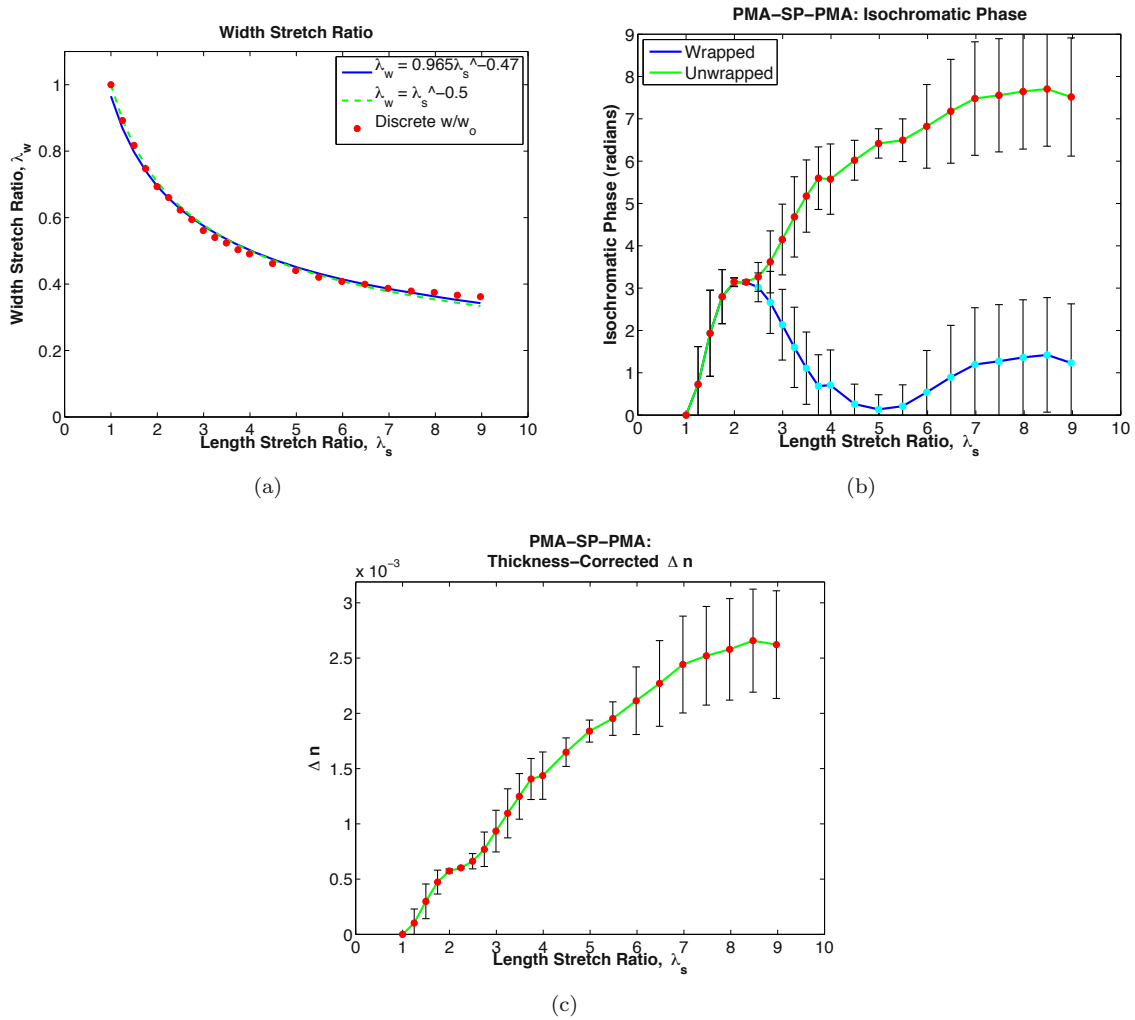 Width Stretch Ratio
λw = 0.965λs^-0.47
λw = λs^-0.5
Discrete w/wo
1
0.8
0.6
0.4
0.2
0
Width Stretch Ratio, λw
0 1 2 3 4 5 6 7 8 9 10
Length Stretch Ratio, λs
(a)
PMA-SP-PMA: Isochromatic Phase
Wrapped
Unwrapped
9
8
7
6
5
4
3
2
1
0
Isochromatic Phase (radians)
0 1 2 3 4 5 6 7 8 9 10
Length Stretch Ratio, λs
(b)
PMA-SP-PMA:
Thickness-Corrected Δ n
x 10^-3
3
2.5
2
1.5
1
0.5
0
Δ n
0 1 2 3 4 5 6 7 8 9 10
Length Stretch Ratio, λs
(c)